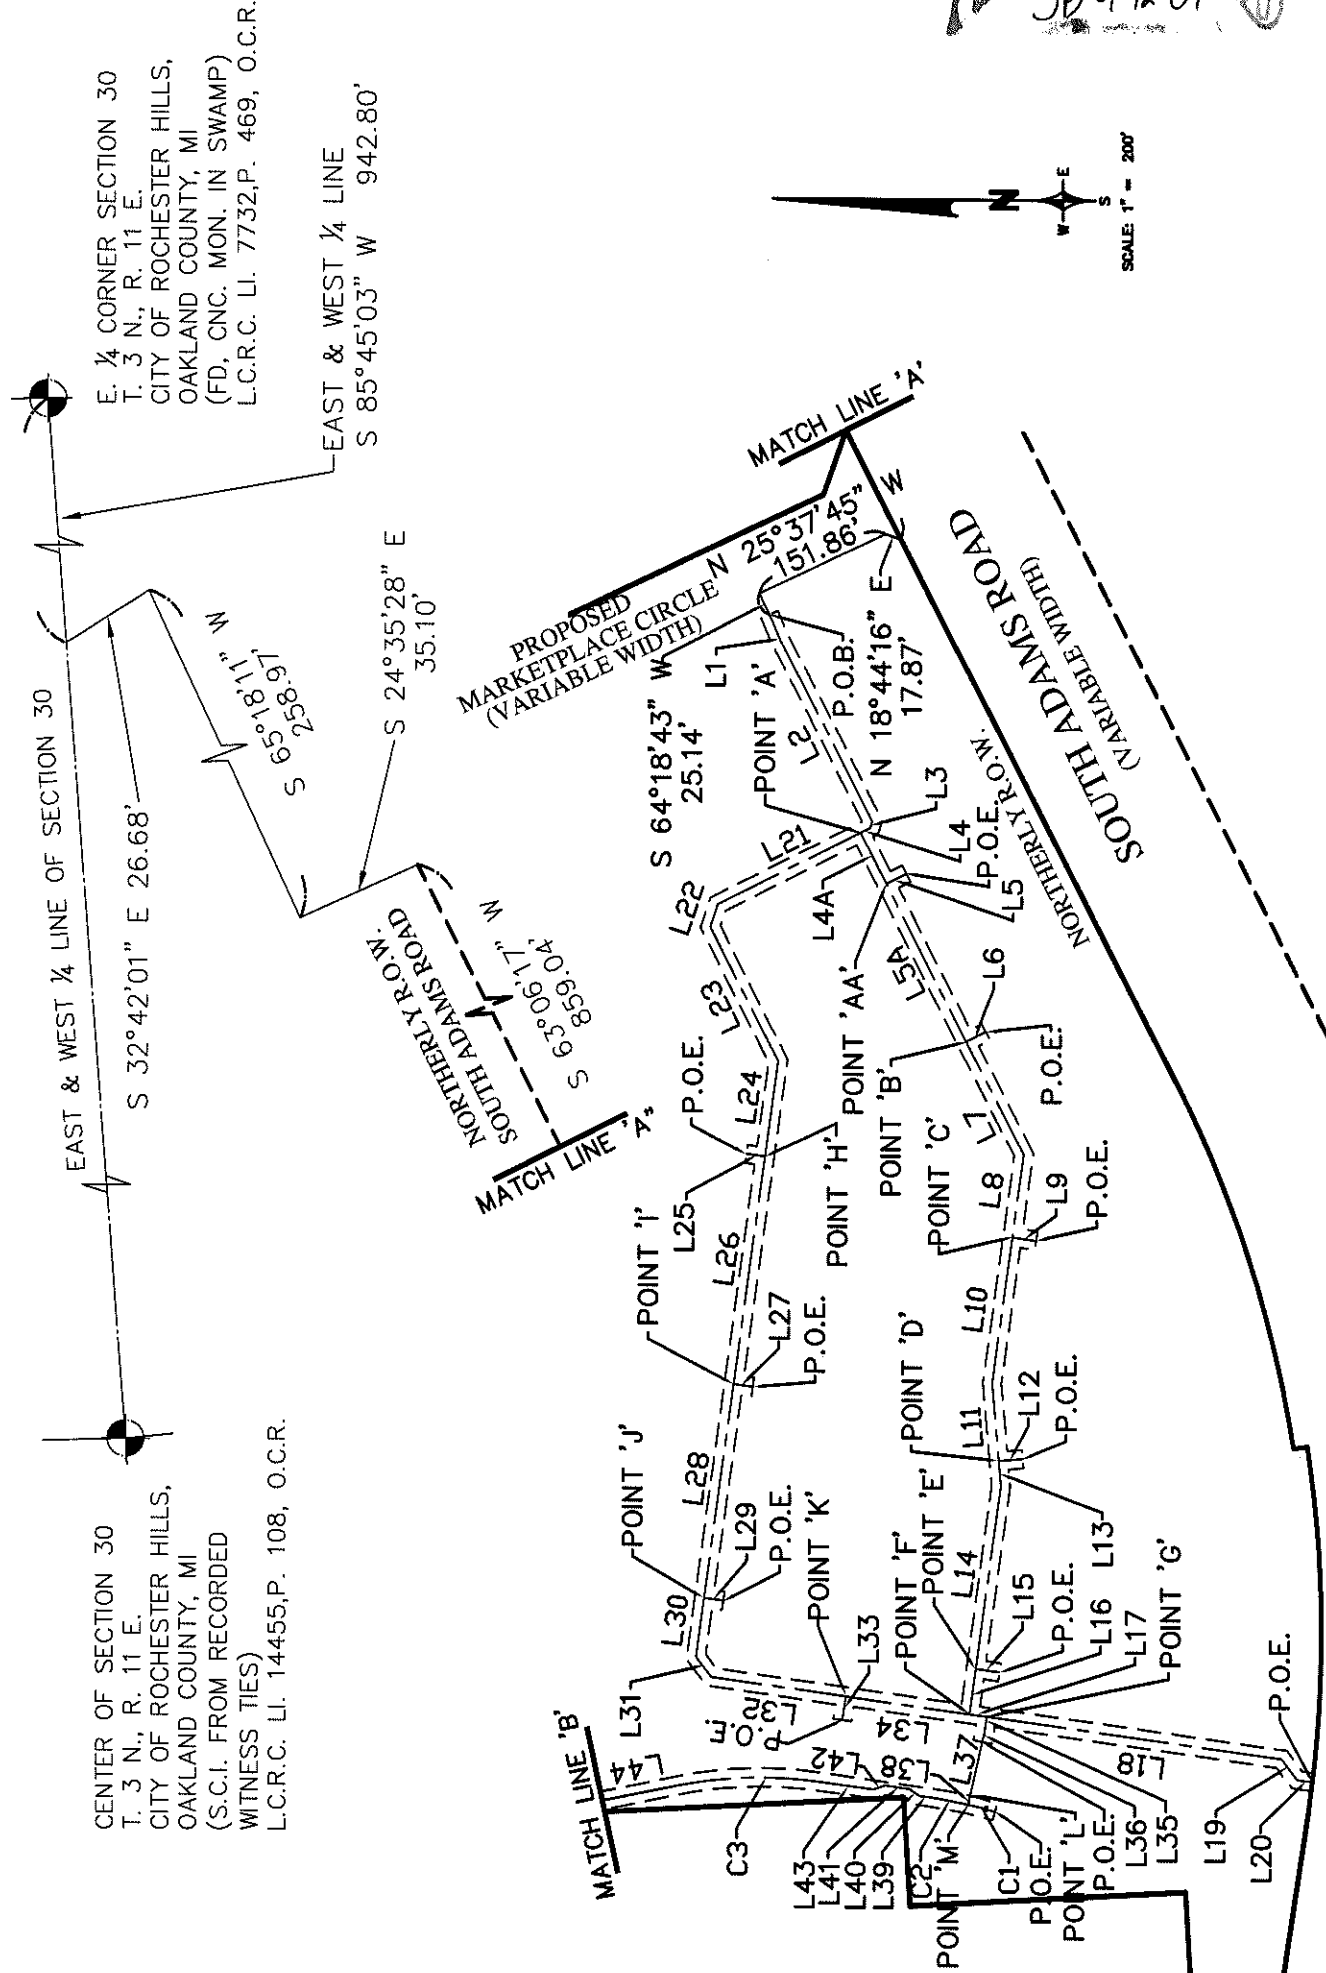 CENTER OF SECTION 30
T. 3 N., R. 11 E.
CITY OF ROCHESTER HILLS,
OAKLAND COUNTY, MI
(S.C.I. FROM RECORDED
WITNESS TIES)
L.C.R.C. LI. 14455,P. 108, O.C.R.
EAST & WEST ¼ LINE OF SECTION 30
E. ¼ CORNER SECTION 30
T. 3 N., R. 11 E.
CITY OF ROCHESTER HILLS,
OAKLAND COUNTY, MI
(FD, CNC. MON. IN SWAMP)
L.C.R.C. LI. 7732,P. 469, O.C.R.
EAST & WEST ¼ LINE
S 85°45'03" W 942.80'
S 32°42'01" E 26.68'
S 65°18'11" W
258.97'
S 24°35'28" E
35.10'
NORTHERLY R.O.W.
SOUTH ADAMS ROAD
S 63°06'17" W
859.04'
MATCH LINE 'A'
MATCH LINE 'A'
PROPOSED
MARKETPLACE CIRCLE
(VARIABLE WIDTH)
N 25°37'45" W
151.86'
S 64°18'43" W
25.14'
N 18°44'16" E
17.87'
P.O.B.
L1
L2
POINT 'A'
L3
L4
P.O.E.
L5
L4A
L21
L22
L23
POINT 'AA'
L5A
L6
P.O.E.
POINT 'B'
L7
L8
POINT 'C'
L9
P.O.E.
L10
POINT 'D'
L11
L12
P.O.E.
L13
L14
POINT 'E'
POINT 'F'
L15
P.O.E.
L16
L17
POINT 'G'
L18
L19
L20
P.O.E.
L24
P.O.E.
L25
POINT 'H'
L26
POINT 'I'
L27
P.O.E.
L28
POINT 'J'
L29
P.O.E.
L30
L31
L32
P.O.E.
POINT 'K'
L33
L34
L35
L36
P.O.E.
L37
POINT 'L'
L38
POINT 'M'
P.O.E.
C1
C2
L39
L40
L41
L42
L43
C3
L44
MATCH LINE 'B'
NORTHERLY R.O.W.
SOUTH ADAMS ROAD
(VARIABLE WIDTH)
N
W
E
S
SCALE: 1" = 200'